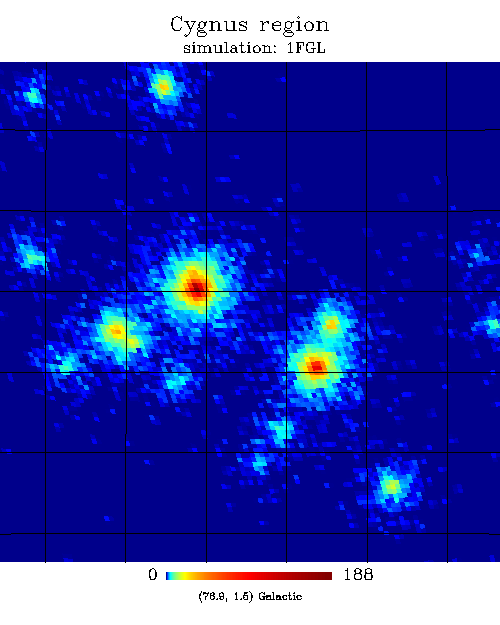 Cygnus region
simulation: 1FGL
0 188
(76.9, 1.5) Galactic